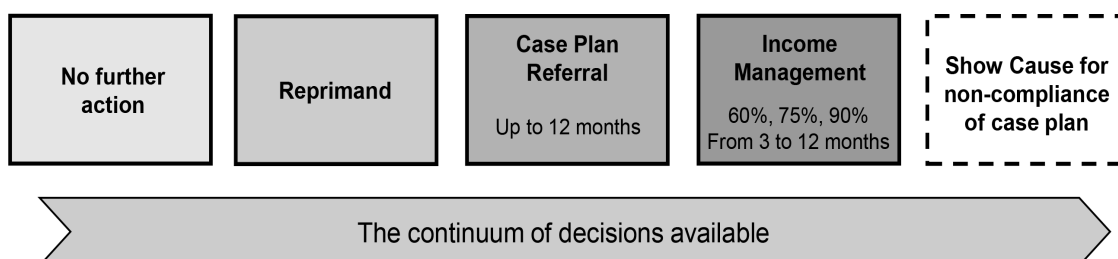 No further
action
Reprimand
Case Plan
Referral
Up to 12 months
Income
Management
60%, 75%, 90%
From 3 to 12 months
Show Cause for
non-compliance
of case plan
The continuum of decisions available